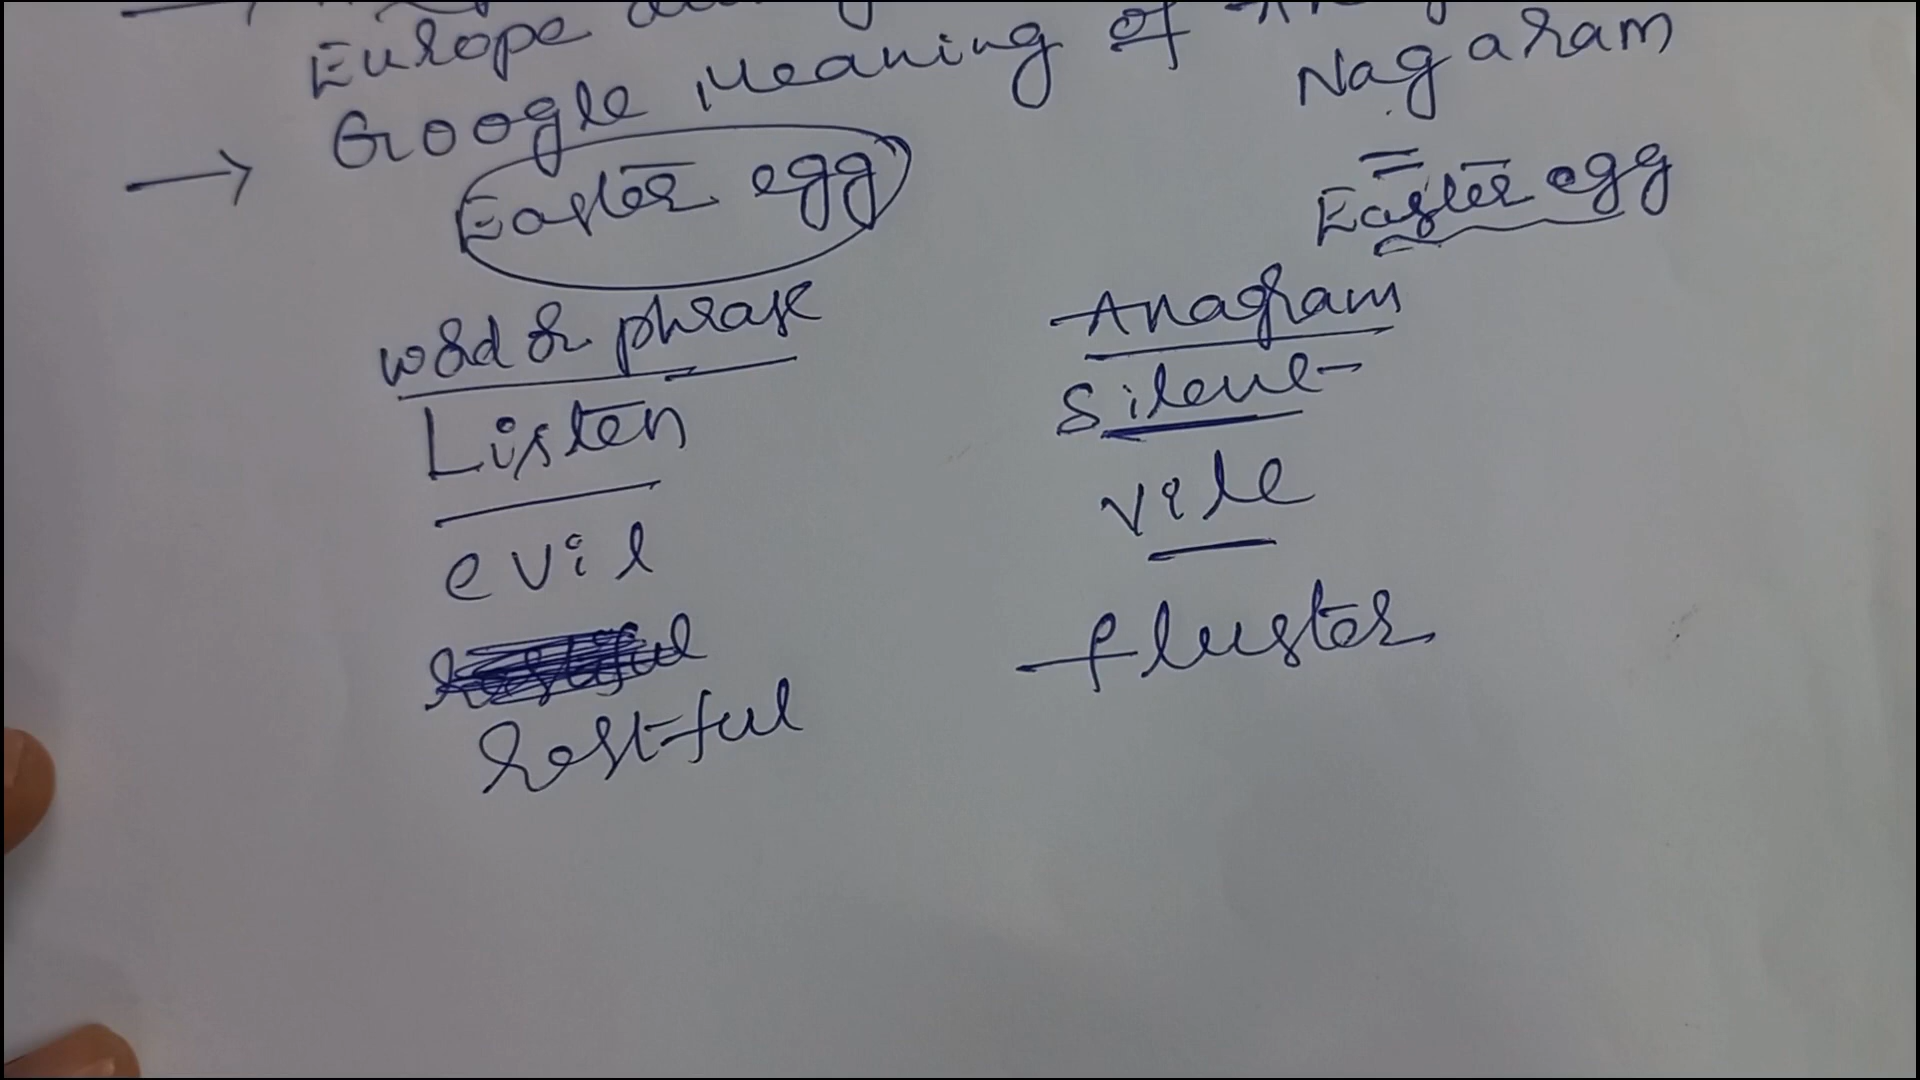 Europe
Google Meaning of
Nagaram
→ Easter egg
Easter egg
word or phrase Anagram
Listen Silent
evil vile
restful fluster